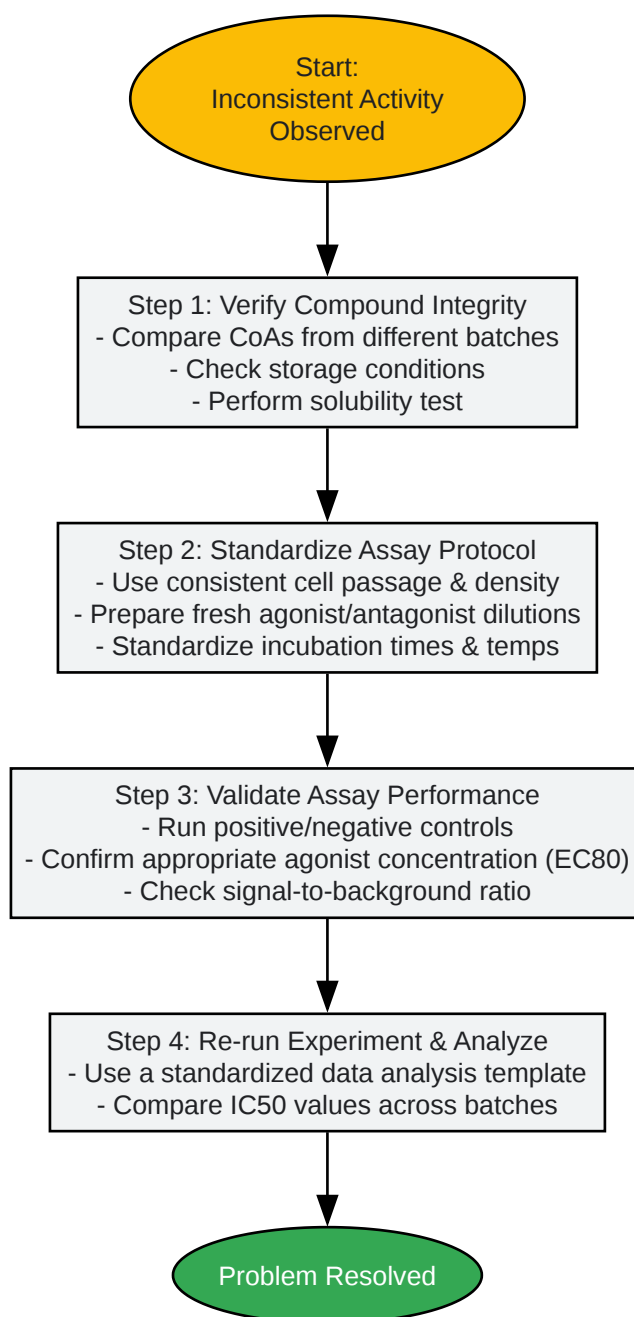 Start:
Inconsistent Activity
Observed
Step 1: Verify Compound Integrity
- Compare CoAs from different batches
- Check storage conditions
- Perform solubility test
Step 2: Standardize Assay Protocol
- Use consistent cell passage & density
- Prepare fresh agonist/antagonist dilutions
- Standardize incubation times & temps
Step 3: Validate Assay Performance
- Run positive/negative controls
- Confirm appropriate agonist concentration (EC80)
- Check signal-to-background ratio
Step 4: Re-run Experiment & Analyze
- Use a standardized data analysis template
- Compare IC50 values across batches
Problem Resolved